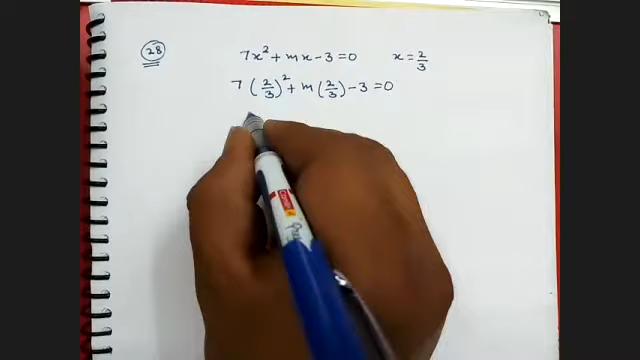 28 7x² + mx - 3 = 0 x = 2/3
7 (2/3)² + m (2/3) - 3 = 0